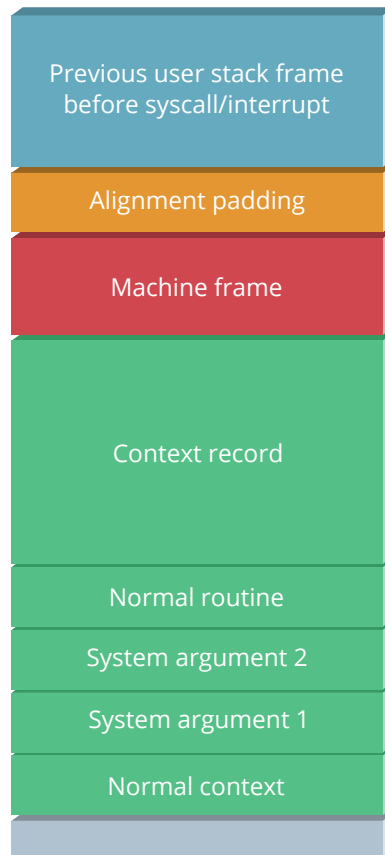 Previous user stack frame
before syscall/interrupt
Alignment padding
Machine frame
Context record
Normal routine
System argument 2
System argument 1
Normal context